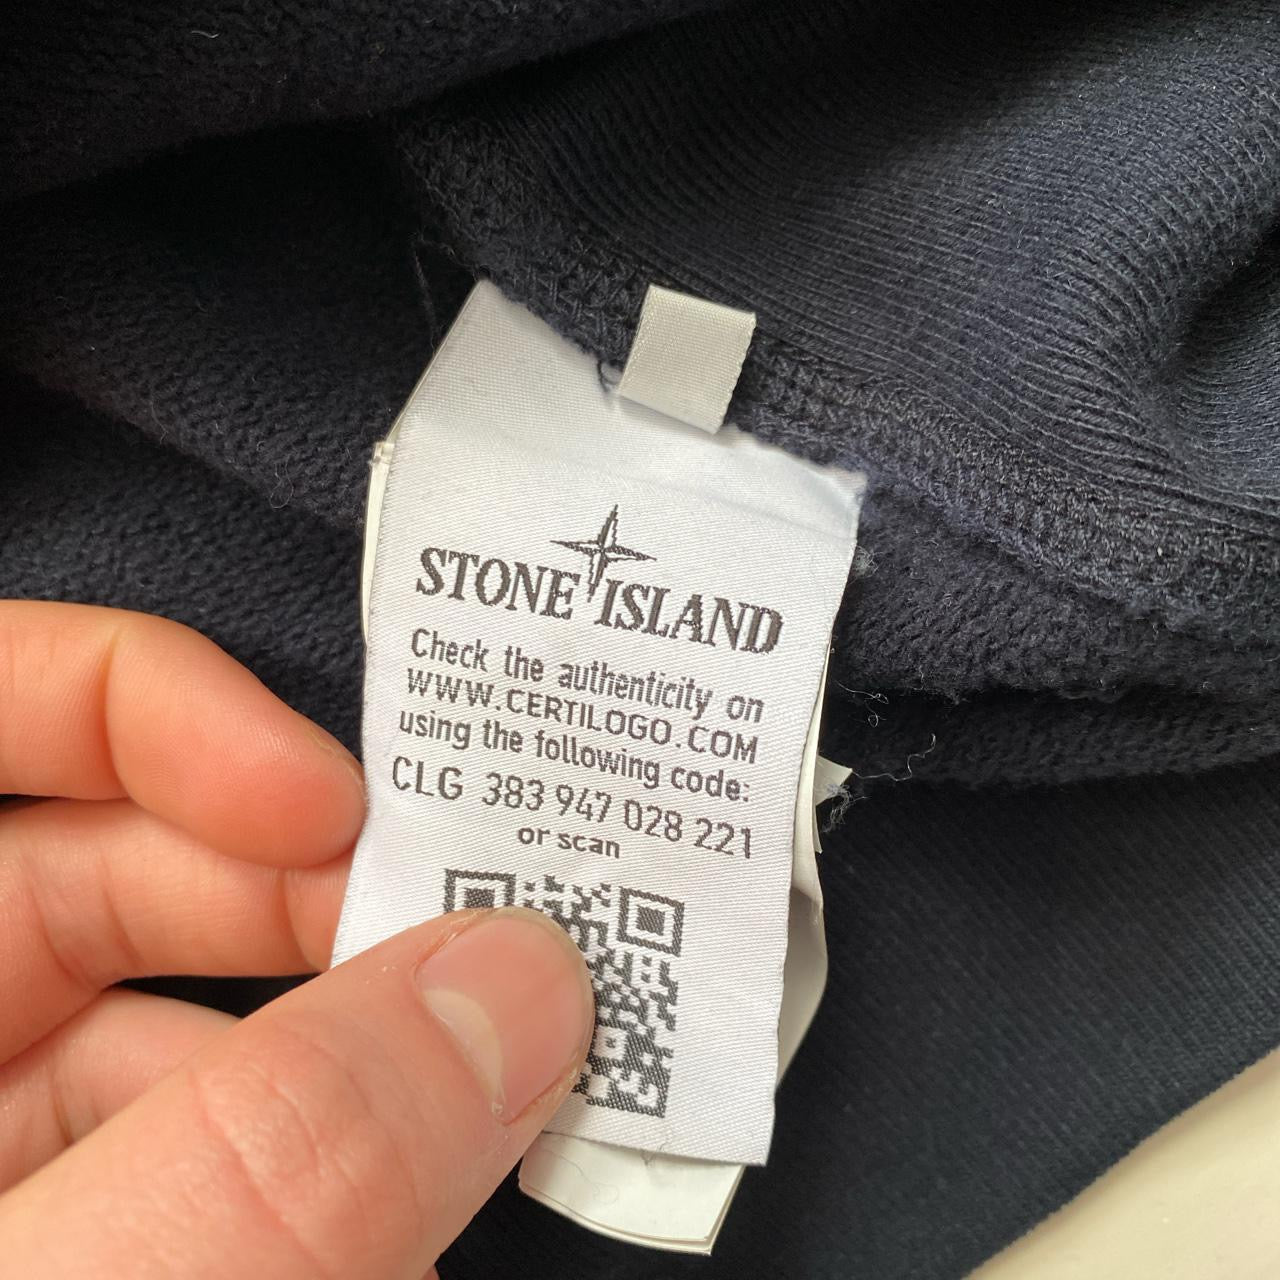 STONE ISLAND
Check the authenticity on
WWW.CERTILOGO.COM
using the following code:
CLG 383 947 028 221
or scan